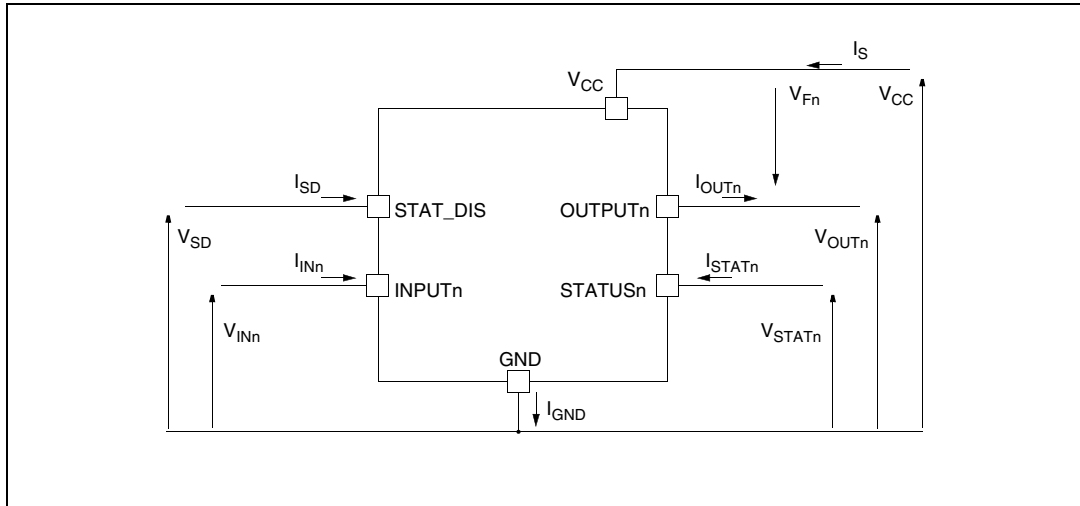 I_S
V_CC
V_Fn
V_CC
I_SD
STAT_DIS
OUTPUTn
I_OUTn
V_SD
V_OUTn
I_INn
INPUTn
STATUSn
I_STATn
V_INn
V_STATn
GND
I_GND